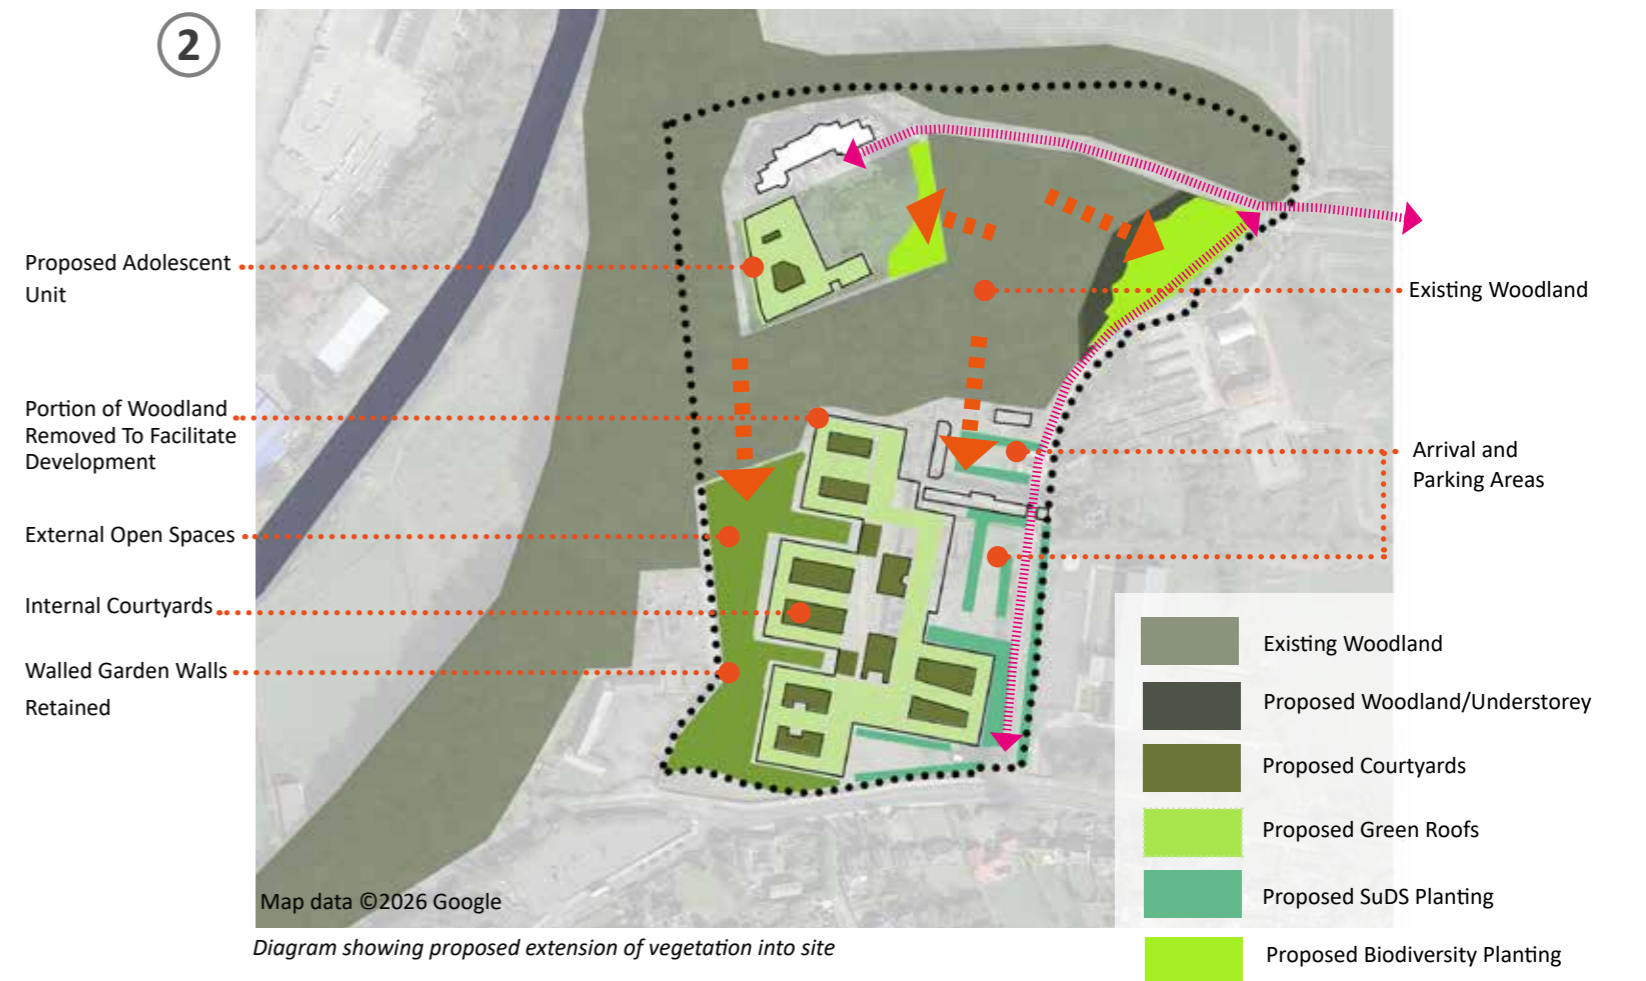 2
Proposed Adolescent
Unit
Existing Woodland
Portion of Woodland
Removed To Facilitate
Development
Arrival and
Parking Areas
External Open Spaces
Internal Courtyards
Walled Garden Walls
Retained
Existing Woodland
Proposed Woodland/Understorey
Proposed Courtyards
Proposed Green Roofs
Proposed SuDS Planting
Proposed Biodiversity Planting
Map data ©2026 Google
Diagram showing proposed extension of vegetation into site